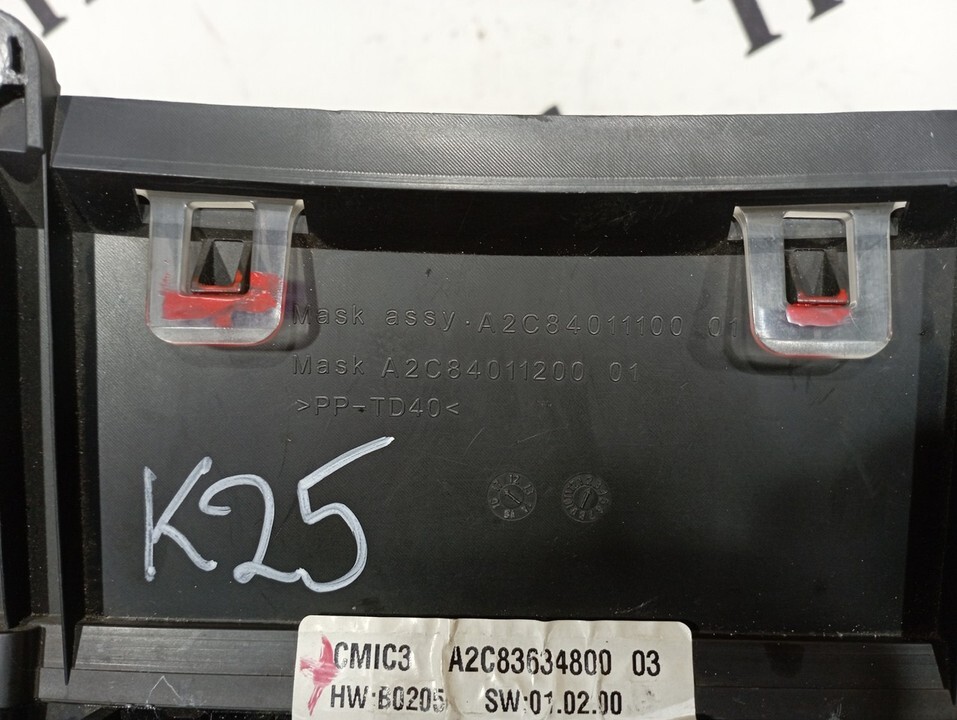 Mask assy. A2C84011100 01
Mask A2C84011200 01
>PP-TD40<
K25
CMIC3 A2C83634800 03
HW:B0205 SW:01.02.00